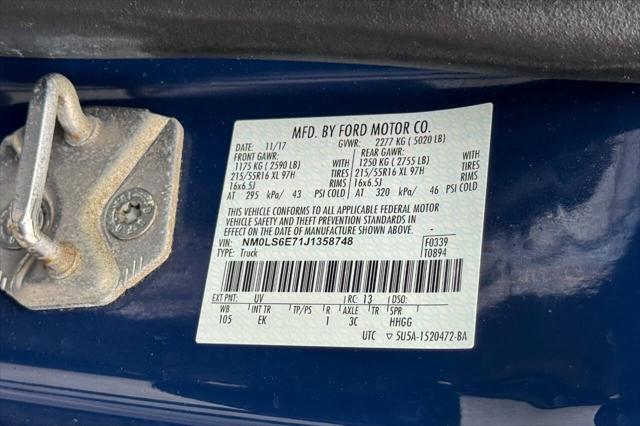 MFD. BY FORD MOTOR CO.
DATE: 11/17 GVWR: 2277 KG ( 5020 LB)
FRONT GAWR: REAR GAWR:
1175 KG (2590 LB) WITH 1250 KG ( 2755 LB) WITH
215/55R16 XL 97H TIRES 215/55R16 XL 97H TIRES
16x6.5J RIMS 16x6.5J RIMS
AT 295 kPa/ 43 PSI COLD AT 320 kPa/ 46 PSI COLD
THIS VEHICLE CONFORMS TO ALL APPLICABLE FEDERAL MOTOR
VEHICLE SAFETY AND THEFT PREVENTION STANDARDS IN
EFFECT ON THE DATE OF MANUFACTURE SHOWN ABOVE.
VIN: NM0LS6E71J1358748 F0339
TYPE: Truck T0894
EXT PNT: UV RC: 13 DSO:
WB INT TR TP/PS R AXLE TR SPR
105 EK 1 3C HHGG
UTC ▽ 5U5A-1520472-BA